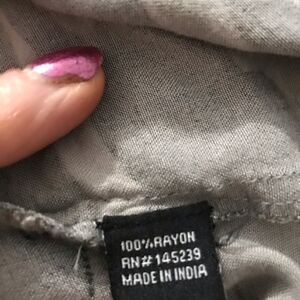 100% RAYON
RN# 145239
MADE IN INDIA